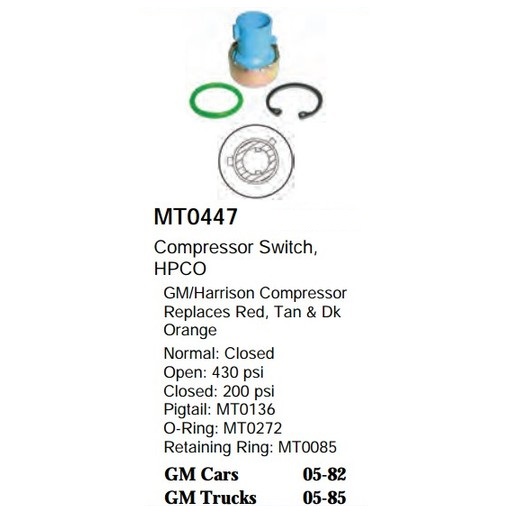 MT0447
Compressor Switch,
HPCO
GM/Harrison Compressor
Replaces Red, Tan & Dk
Orange
Normal: Closed
Open: 430 psi
Closed: 200 psi
Pigtail: MT0136
O-Ring: MT0272
Retaining Ring: MT0085
GM Cars 05-82
GM Trucks 05-85